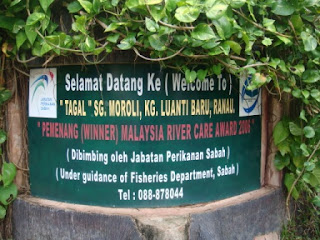 Selamat Datang Ke ( Welcome To )
" TAGAL " SG. MOROLI, KG. LUANTI BARU, RANAU.
" PEMENANG (WINNER) MALAYSIA RIVER CARE AWARD 2006 "
( Dibimbing oleh Jabatan Perikanan Sabah )
( Under guidance of Fisheries Department, Sabah )
Tel : 088-878044